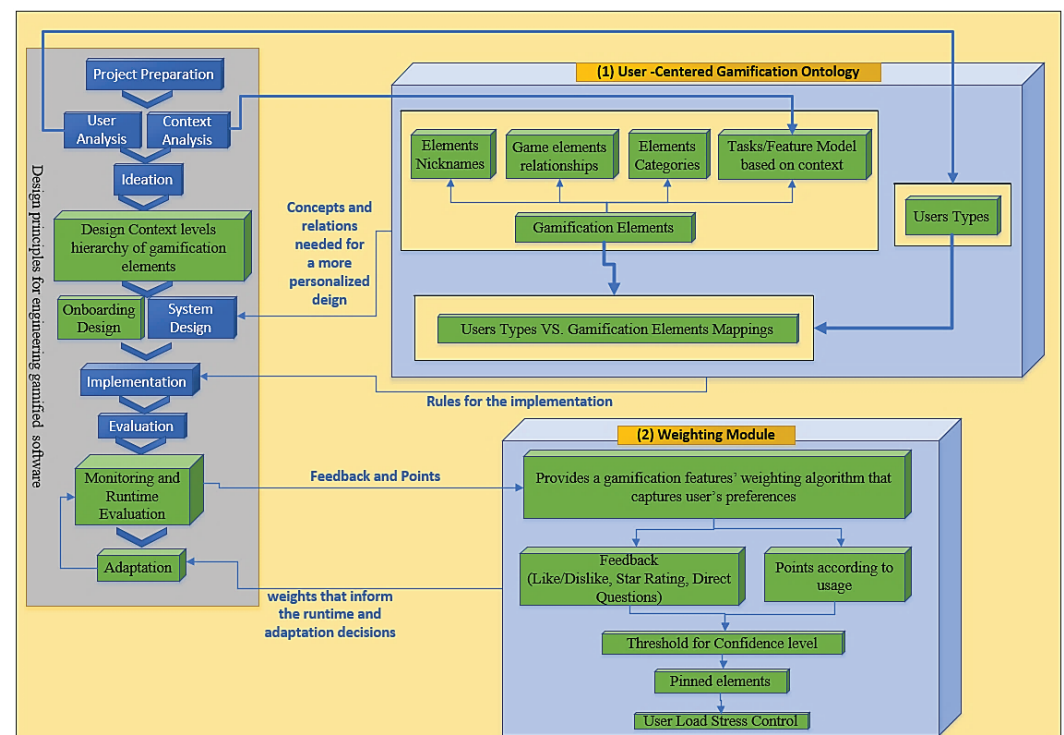 Design principles for engineering gamified software
Project Preparation
User
Analysis
Context
Analysis
Ideation
Design Context levels
hierarchy of gamification
elements
Onboarding
Design
System
Design
Implementation
Evaluation
Monitoring and
Runtime
Evaluation
Adaptation
Concepts and
relations
needed for
a more
personalized
deign
(1) User -Centered Gamification Ontology
Elements
Nicknames
Game elements
relationships
Elements
Categories
Tasks/Feature Model
based on context
Gamification Elements
Users Types
Users Types VS. Gamification Elements Mappings
Rules for the implementation
Feedback and Points
weights that inform
the runtime and
adaptation decisions
(2) Weighting Module
Provides a gamification features’ weighting algorithm that
captures user’s preferences
Feedback
(Like/Dislike, Star Rating, Direct
Questions)
Points according to
usage
Threshold for Confidence level
Pinned elements
User Load Stress Control